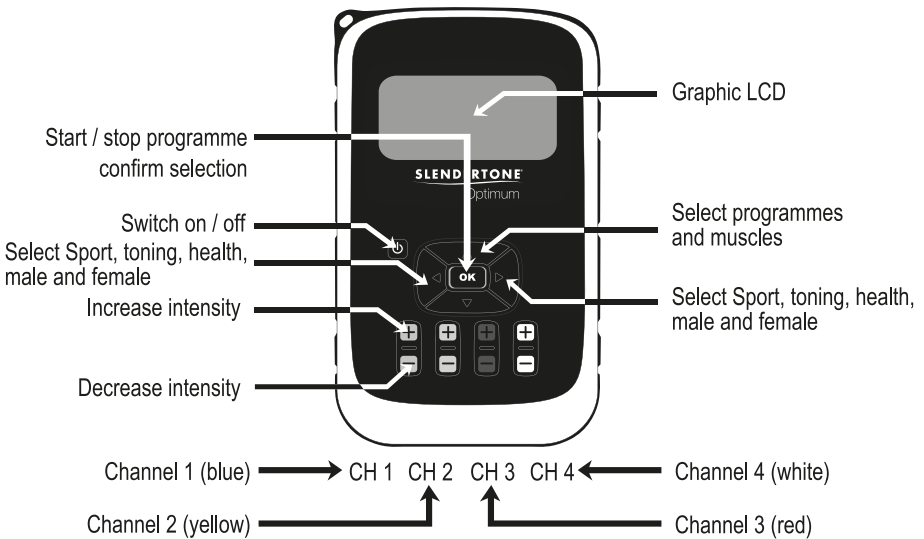 Graphic LCD
Start / stop programme
confirm selection
SLENDERTONE
Optimum
Switch on / off
Select programmes
and muscles
Select Sport, toning, health,
male and female
OK
Select Sport, toning, health,
male and female
Increase intensity
+ + + +
− − − −
Decrease intensity
Channel 1 (blue)
CH 1 CH 2 CH 3 CH 4
Channel 4 (white)
Channel 2 (yellow)
Channel 3 (red)